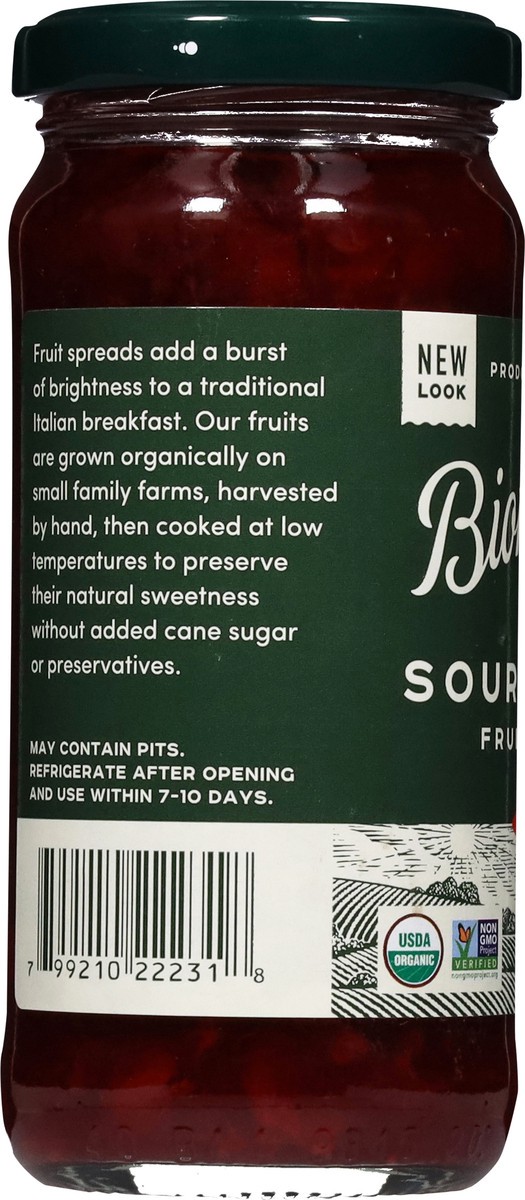 Fruit spreads add a burst
of brightness to a traditional
Italian breakfast. Our fruits
are grown organically on
small family farms, harvested
by hand, then cooked at low
temperatures to preserve
their natural sweetness
without added cane sugar
or preservatives.
MAY CONTAIN PITS.
REFRIGERATE AFTER OPENING
AND USE WITHIN 7-10 DAYS.
7 99210 22231 8
NEW
LOOK
SOUR
USDA
ORGANIC
NON
GMO
Project
VERIFIED
nongmoproject.org